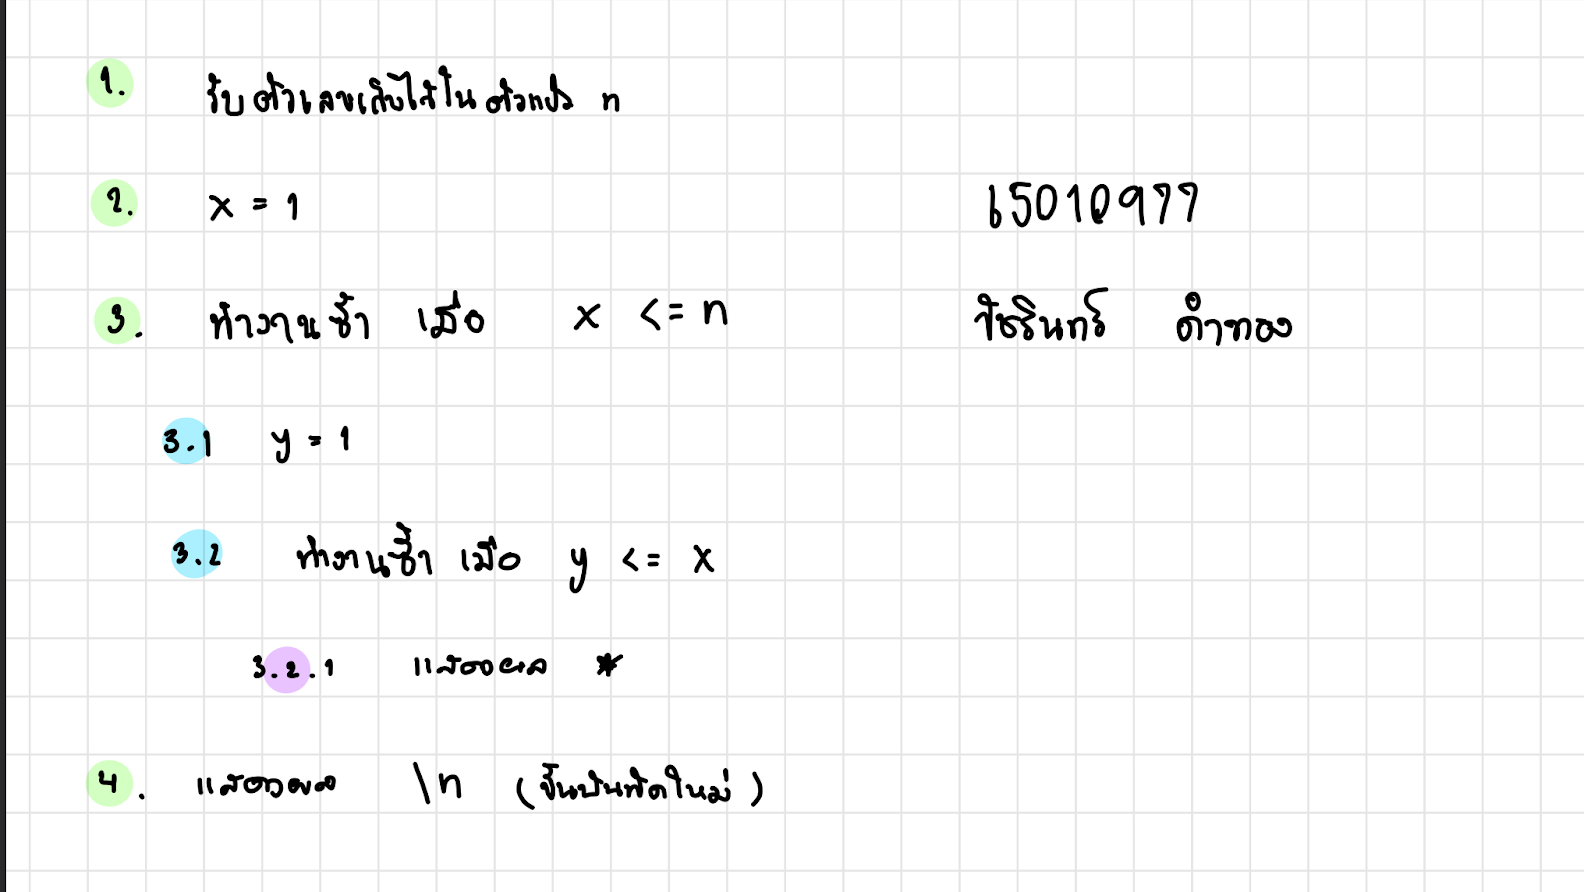 1. รับตัวเลขเก็บไว้ใน ตัวแปร n
2. x = 1
65010977
3. ทำงานซ้ำ เมื่อ x <= n
วัชรินทร์ คำทอง
3.1 y = 1
3.2 ทำงานซ้ำ เมื่อ y <= x
3.2.1 แสดงผล *
4. แสดงผล \n (ขึ้นบันทัดใหม่)